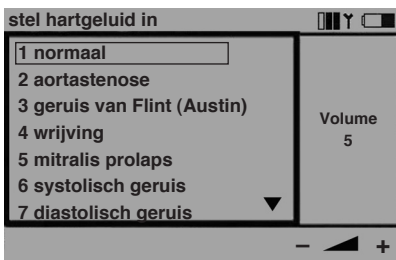 stel hartgeluid in
1 normaal
2 aortastenose
3 geruis van Flint (Austin)
4 wrijving
5 mitralis prolaps
6 systolisch geruis
7 diastolisch geruis
Volume
5
− +